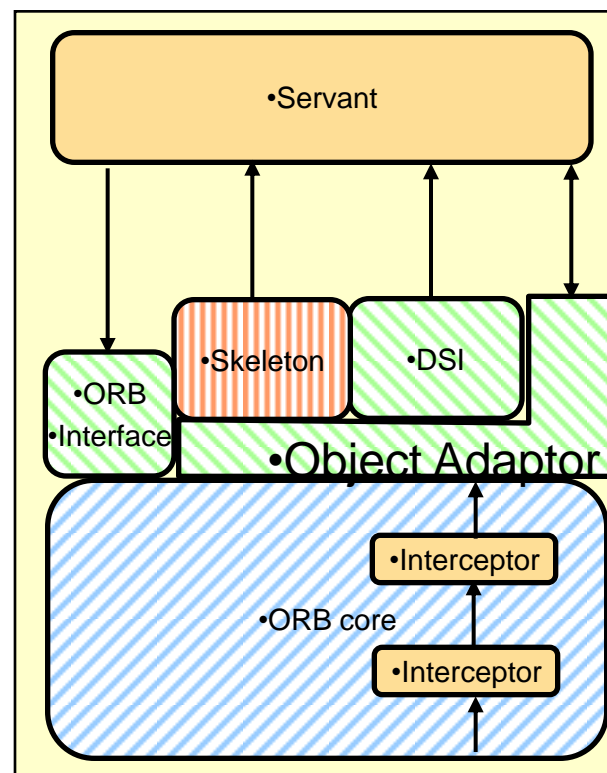 •Servant
•Skeleton
•DSI
•ORB
•Interface
•Object Adaptor
•Interceptor
•ORB core
•Interceptor